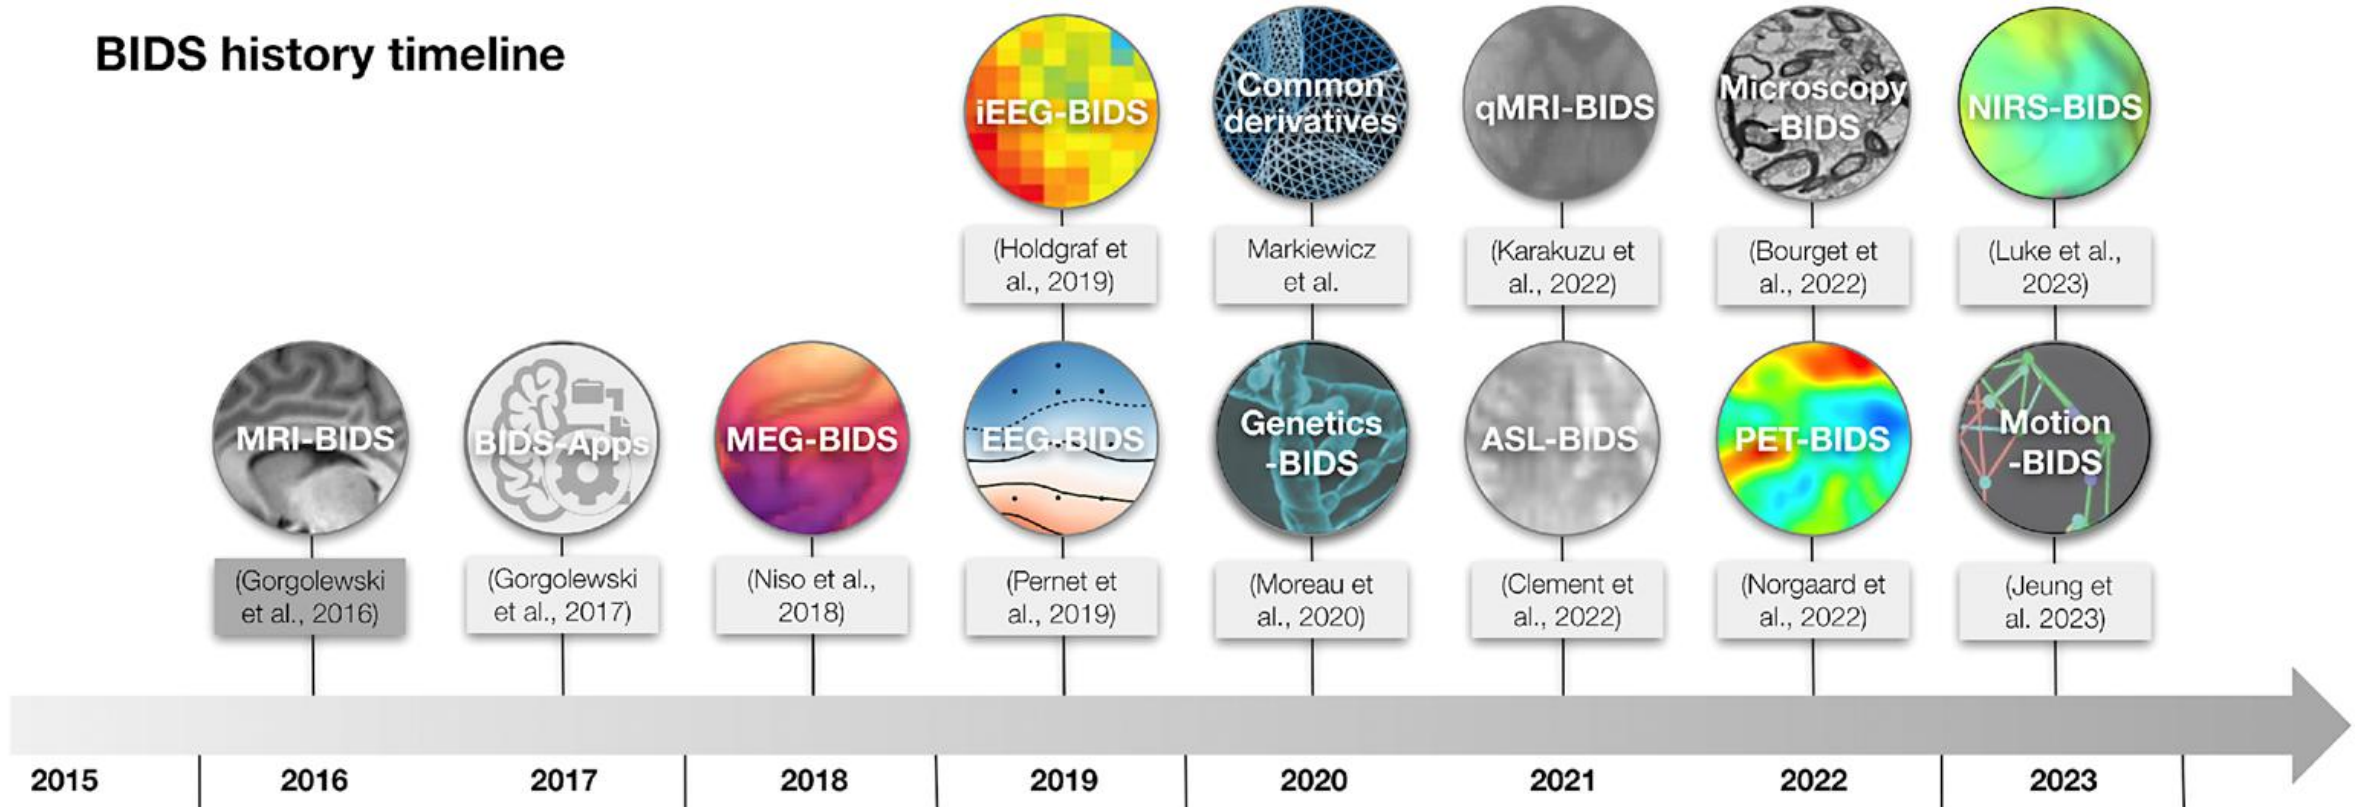 BIDS history timeline
iEEG-BIDS
Common
derivatives
qMRI-BIDS
Microscopy
-BIDS
NIRS-BIDS
(Holdgraf et
al., 2019)
Markiewicz
et al.
(Karakuzu et
al., 2022)
(Bourget et
al., 2022)
(Luke et al.,
2023)
MRI-BIDS
BIDS-Apps
MEG-BIDS
EEG-BIDS
Genetics
-BIDS
ASL-BIDS
PET-BIDS
Motion
-BIDS
(Gorgolewski
et al., 2016)
(Gorgolewski
et al., 2017)
(Niso et al.,
2018)
(Pernet et
al., 2019)
(Moreau et
al., 2020)
(Clement et
al., 2022)
(Norgaard et
al., 2022)
(Jeung et
al. 2023)
2015
2016
2017
2018
2019
2020
2021
2022
2023